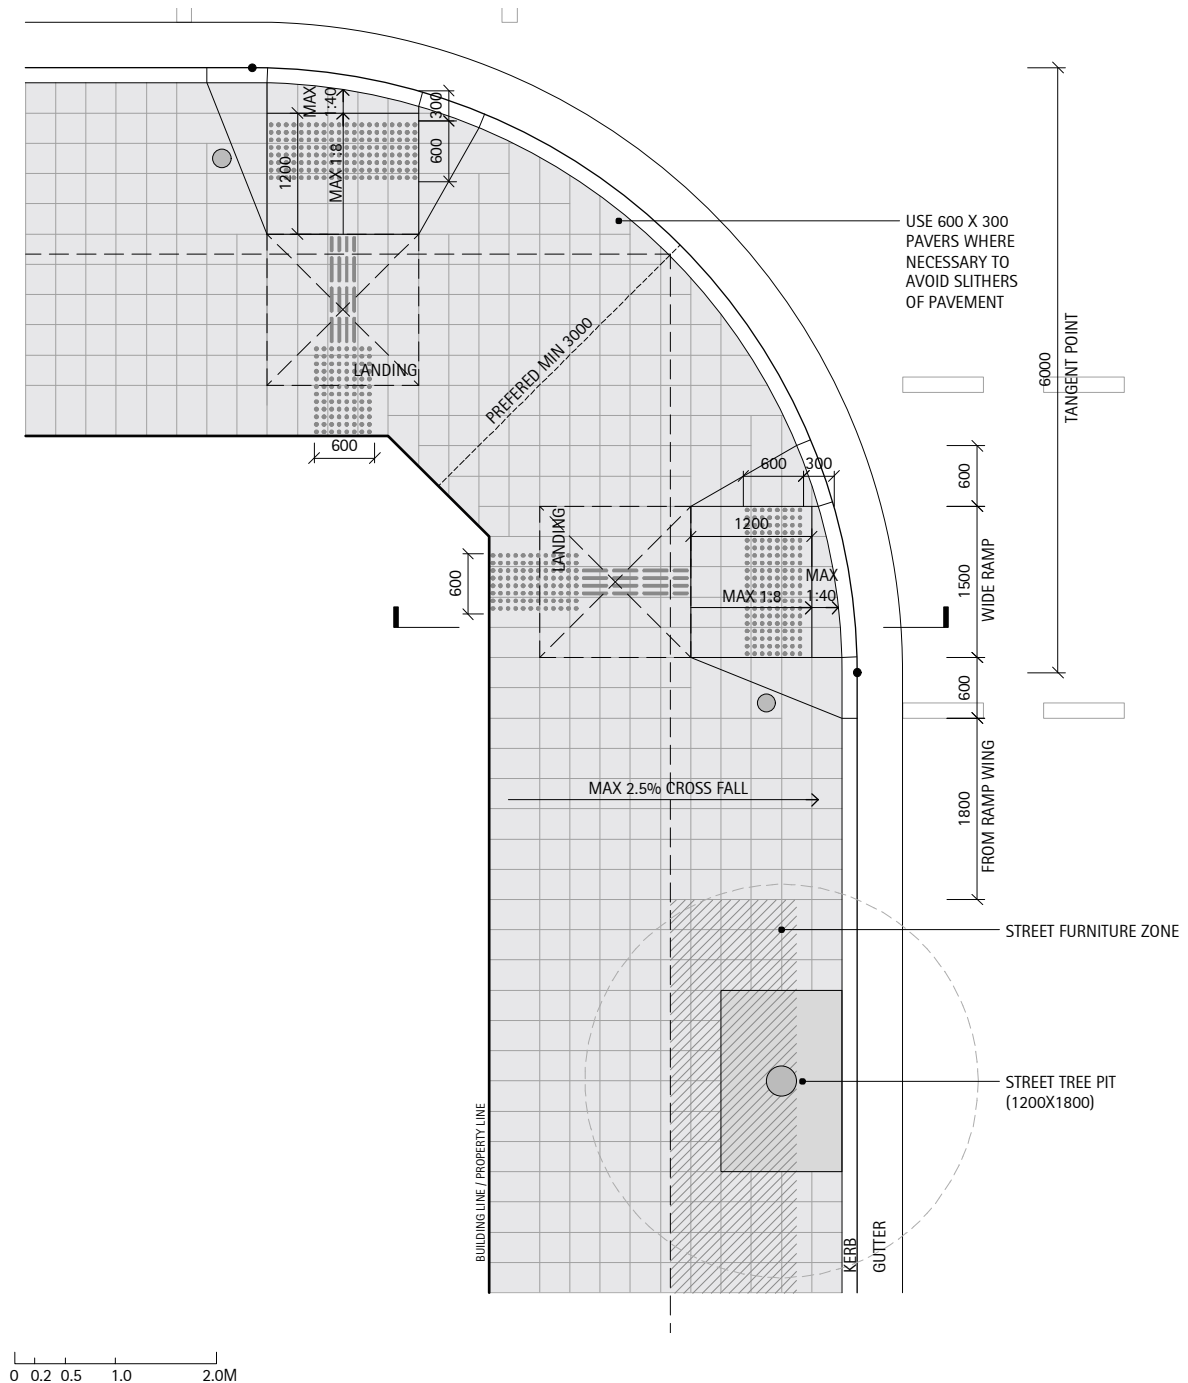 MAX
1:40
300
600
1200
MAX 1:8
USE 600 X 300
PAVERS WHERE
NECESSARY TO
AVOID SLITHERS
OF PAVEMENT
LANDING
PREFERED MIN 3000
6000
TANGENT POINT
600
600
300
600
LANDING
1200
600
MAX
MAX 1:8
1:40
1500
WIDE RAMP
600
MAX 2.5% CROSS FALL
1800
FROM RAMP WING
STREET FURNITURE ZONE
STREET TREE PIT
(1200X1800)
BUILDING LINE / PROPERTY LINE
KERB
GUTTER
0 0.2 0.5 1.0 2.0M